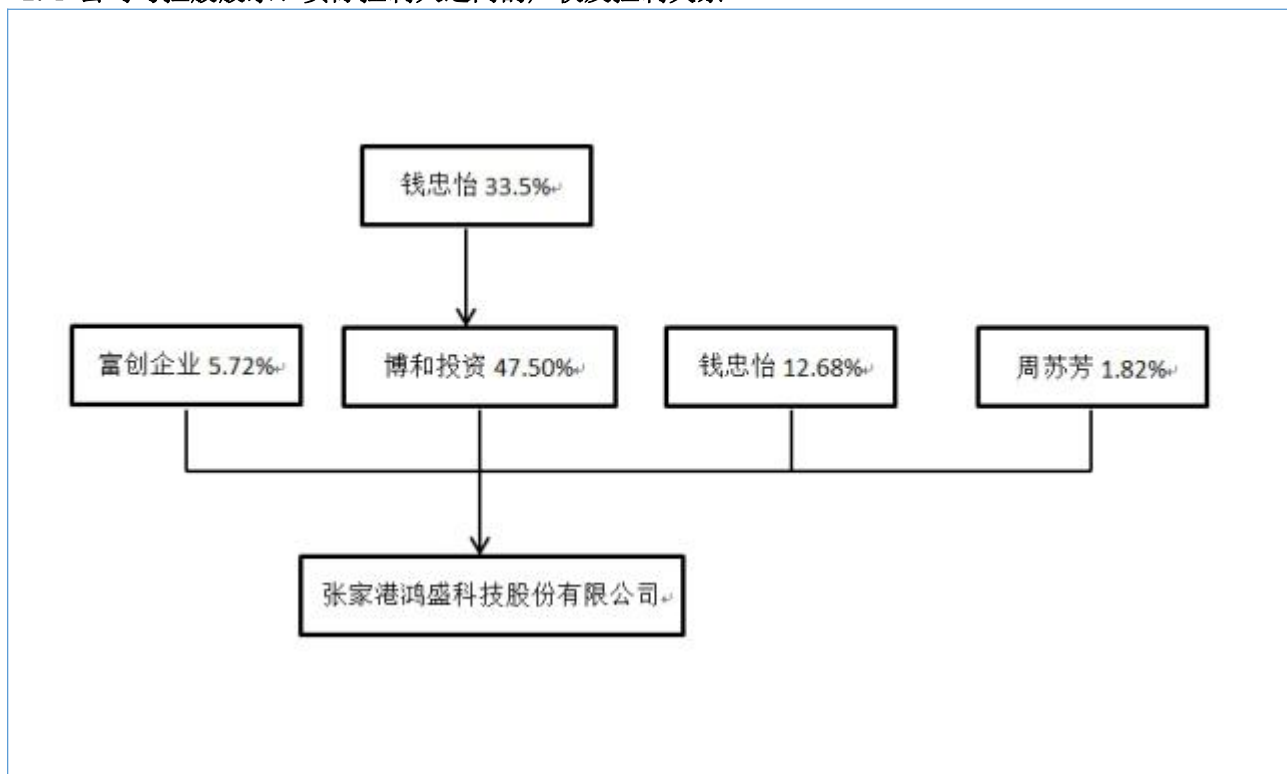 钱忠怡 33.5%
富创企业 5.72%
博和投资 47.50%
钱忠怡 12.68%
周苏芳 1.82%
张家港鸿盛科技股份有限公司